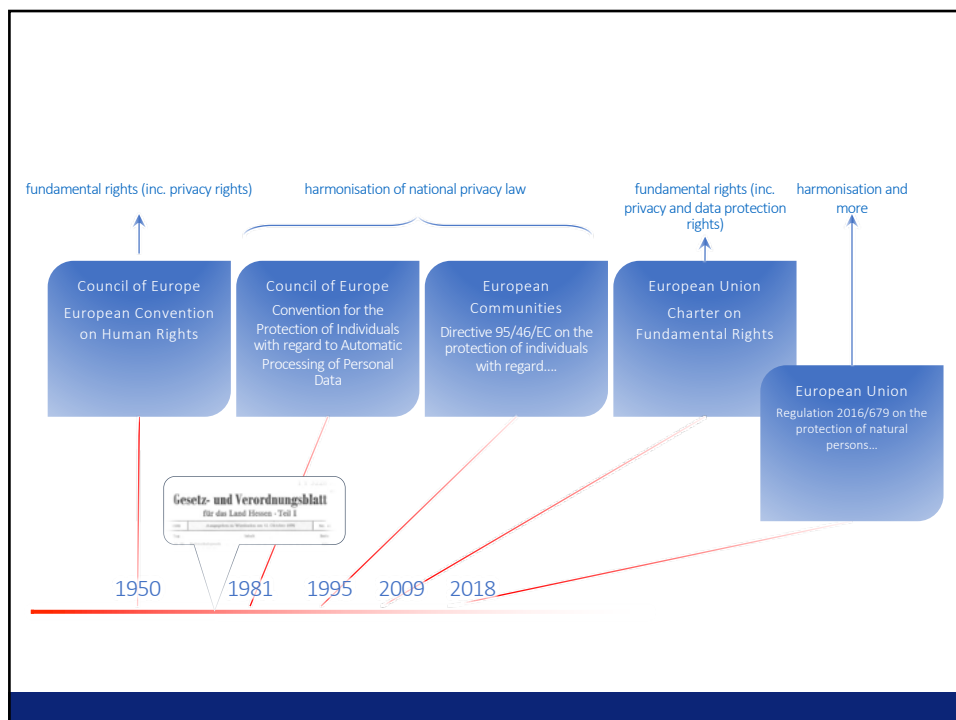 fundamental rights (inc. privacy rights)
harmonisation of national privacy law
fundamental rights (inc.
privacy and data protection
rights)
harmonisation and
more
Council of Europe
European Convention
on Human Rights
Council of Europe
Convention for the
Protection of Individuals
with regard to Automatic
Processing of Personal
Data
European
Communities
Directive 95/46/EC on the
protection of individuals
with regard....
European Union
Charter on
Fundamental Rights
European Union
Regulation 2016/679 on the
protection of natural
persons...
Gesetz- und Verordnungsblatt
für das Land Hessen - Teil I
1950
1981
1995
2009
2018